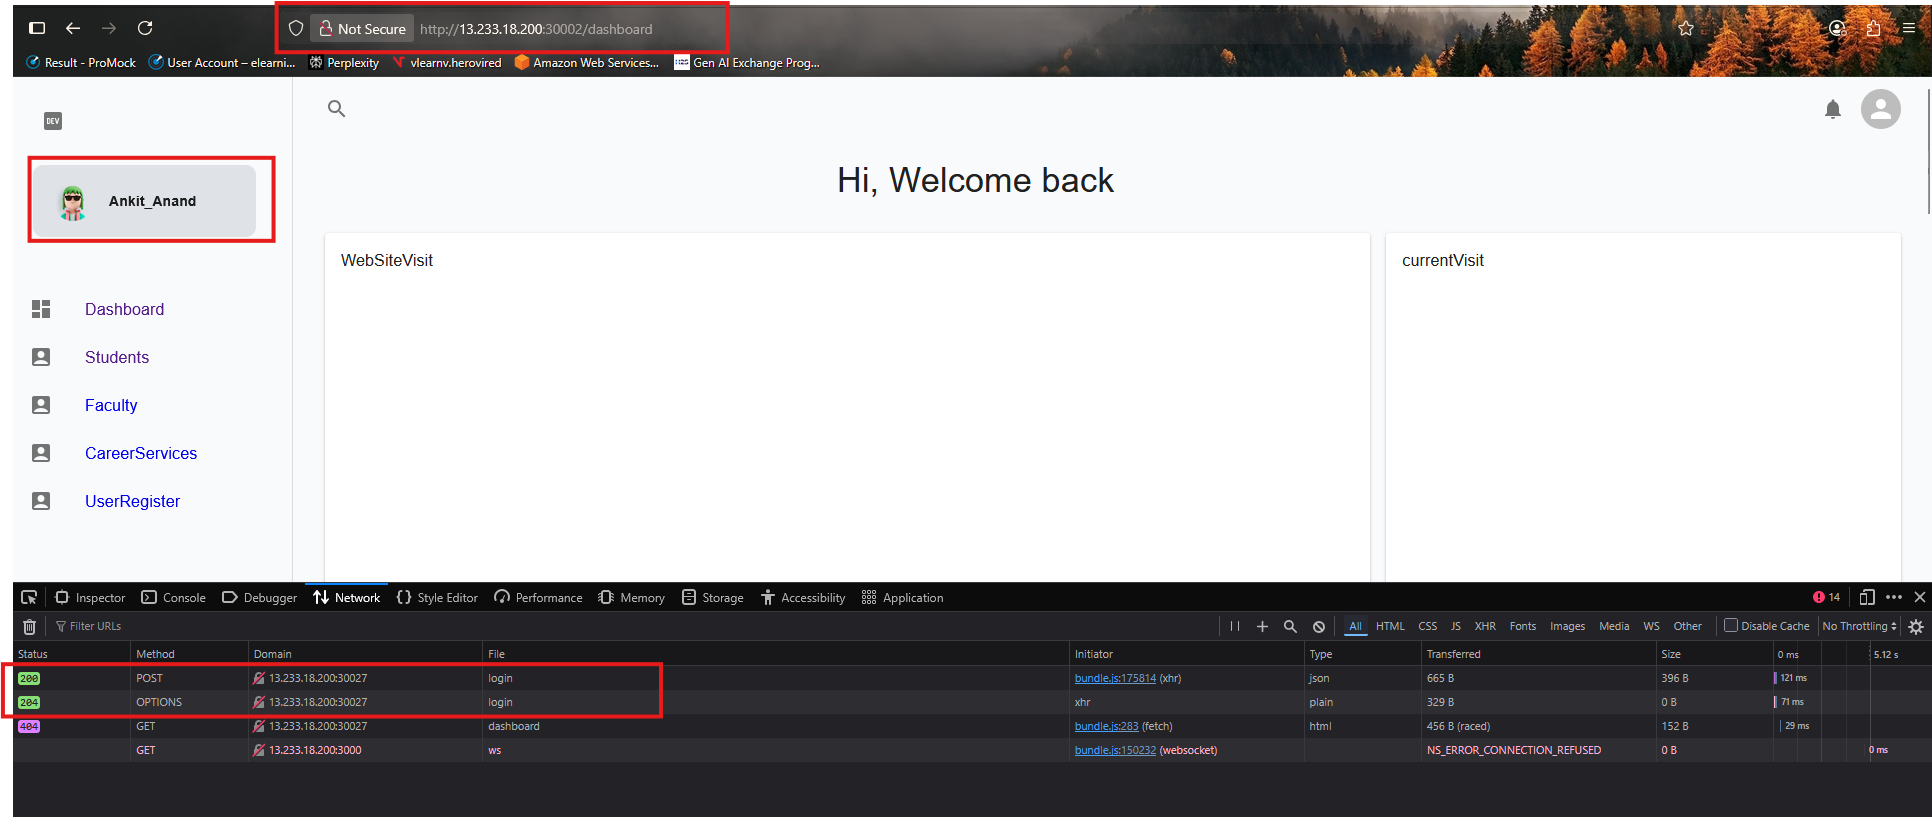 Not Secure http://13.233.18.200:30002/dashboard
Result - ProMock User Account – elearni... Perplexity vlearnv.herovired Amazon Web Services... Gen AI Exchange Prog...
DEV
Ankit_Anand
Hi, Welcome back
WebSiteVisit currentVisit
Dashboard
Students
Faculty
CareerServices
UserRegister
Inspector Console Debugger Network Style Editor Performance Memory Storage Accessibility Application 14
Filter URLs All HTML CSS JS XHR Fonts Images Media WS Other Disable Cache No Throttling
Status Method Domain File Initiator Type Transferred Size 0 ms 5.12 s
200 POST 13.233.18.200:30027 login bundle.js:175814 (xhr) json 665 B 396 B 121 ms
204 OPTIONS 13.233.18.200:30027 login xhr plain 329 B 0 B 71 ms
404 GET 13.233.18.200:30027 dashboard bundle.js:283 (fetch) html 456 B (raced) 152 B 29 ms
GET 13.233.18.200:3000 ws bundle.js:150232 (websocket) NS_ERROR_CONNECTION_REFUSED 0 B 0 ms